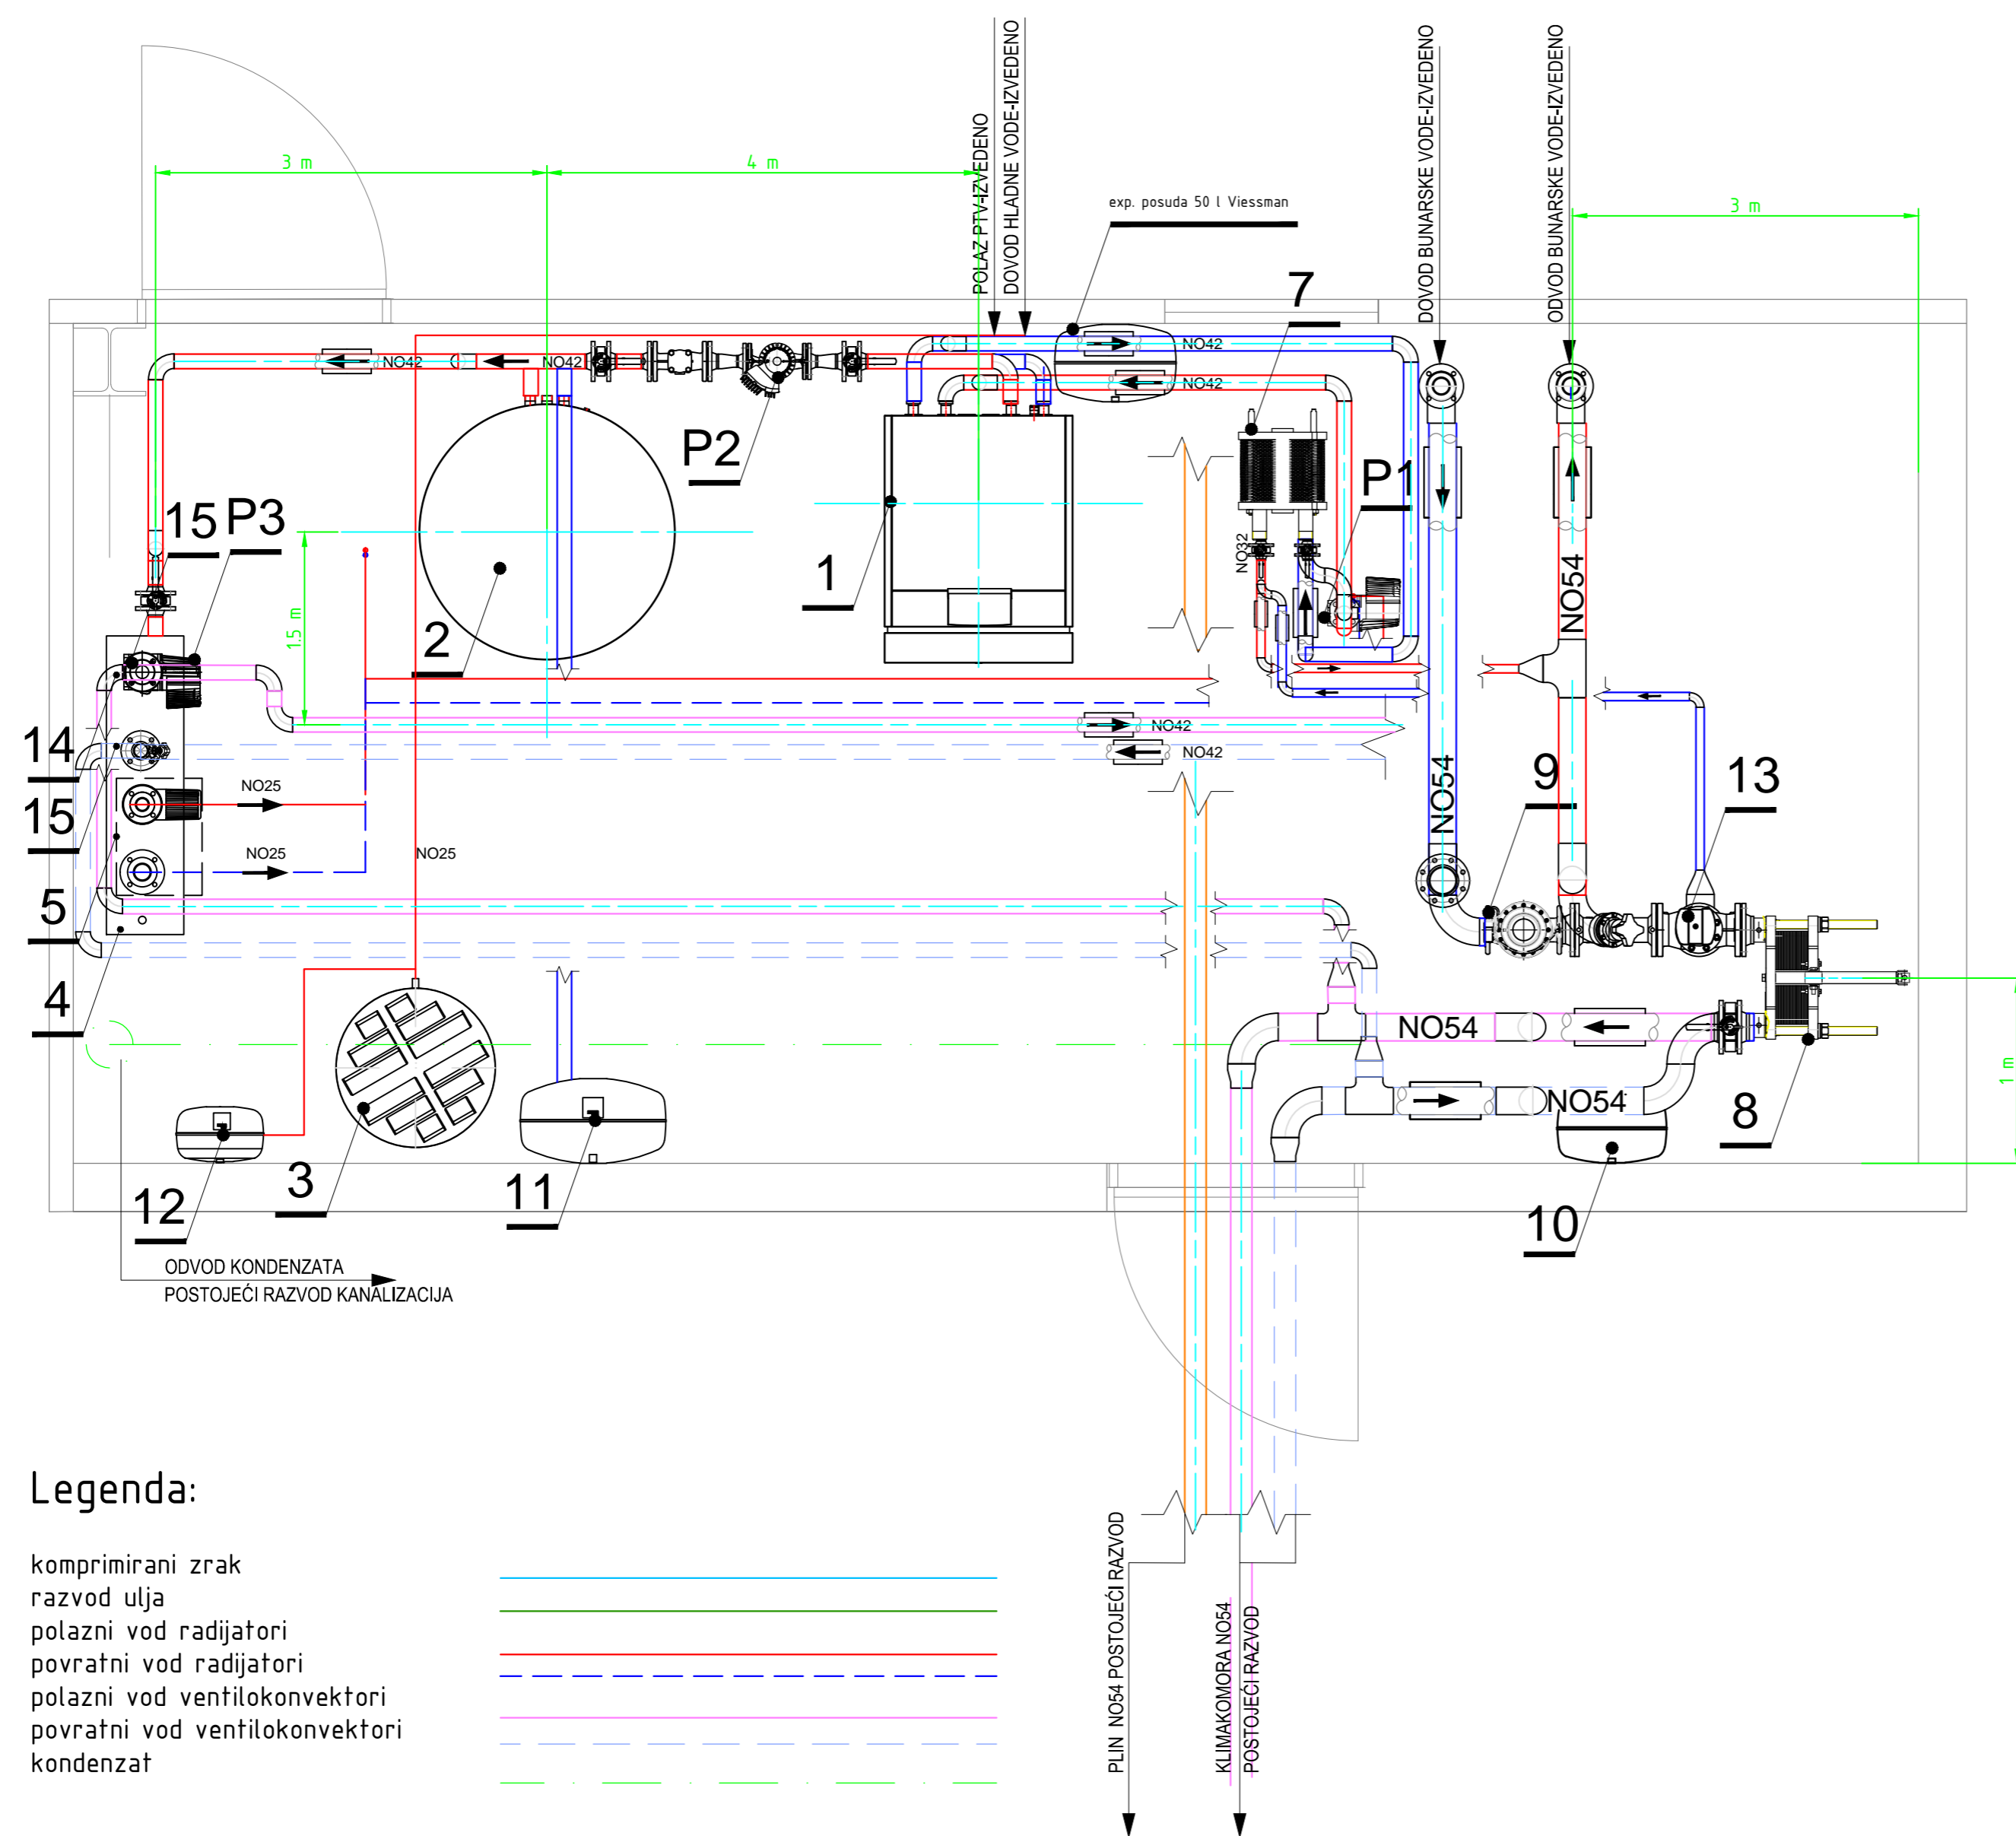 POLAZ PTV-IZVEDENO
DOVOD HLADNE VODE-IZVEDENO
DOVOD BUNARSKE VODE-IZVEDENO
ODVOD BUNARSKE VODE-IZVEDENO
3 m
4 m
3 m
exp. posuda 50 l Viessman
7
NO42
NO42
NO42
NO42
P2
P1
15
P3
1
2
NO32
1.5 m
NO54
14
NO42
NO42
15
NO25
NO54
9
13
5
NO25
NO25
4
NO54
NO54
1 m
8
12
3
11
10
ODVOD KONDENZATA
POSTOJEĆI RAZVOD KANALIZACIJA
Legenda:
komprimirani zrak
razvod ulja
polazni vod radijatori
povratni vod radijatori
polazni vod ventilokonvektori
povratni vod ventilokonvektori
kondenzat
PLIN NO54 POSTOJEĆI RAZVOD
KLIMAKOMORA NO54
POSTOJEĆI RAZVOD